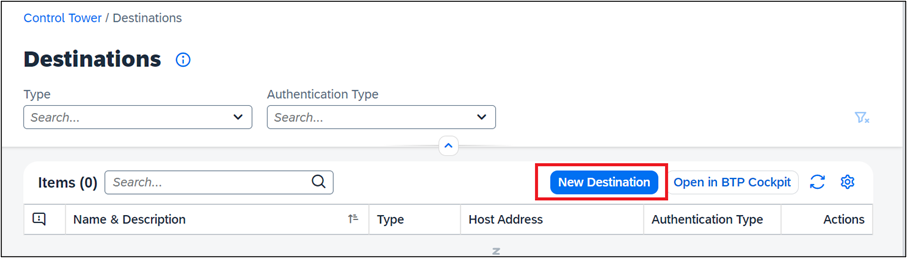 Control Tower / Destinations
Destinations
Type
Authentication Type
Search...
Search...
Items (0)
Search...
New Destination
Open in BTP Cockpit
Name & Description
Type
Host Address
Authentication Type
Actions
z